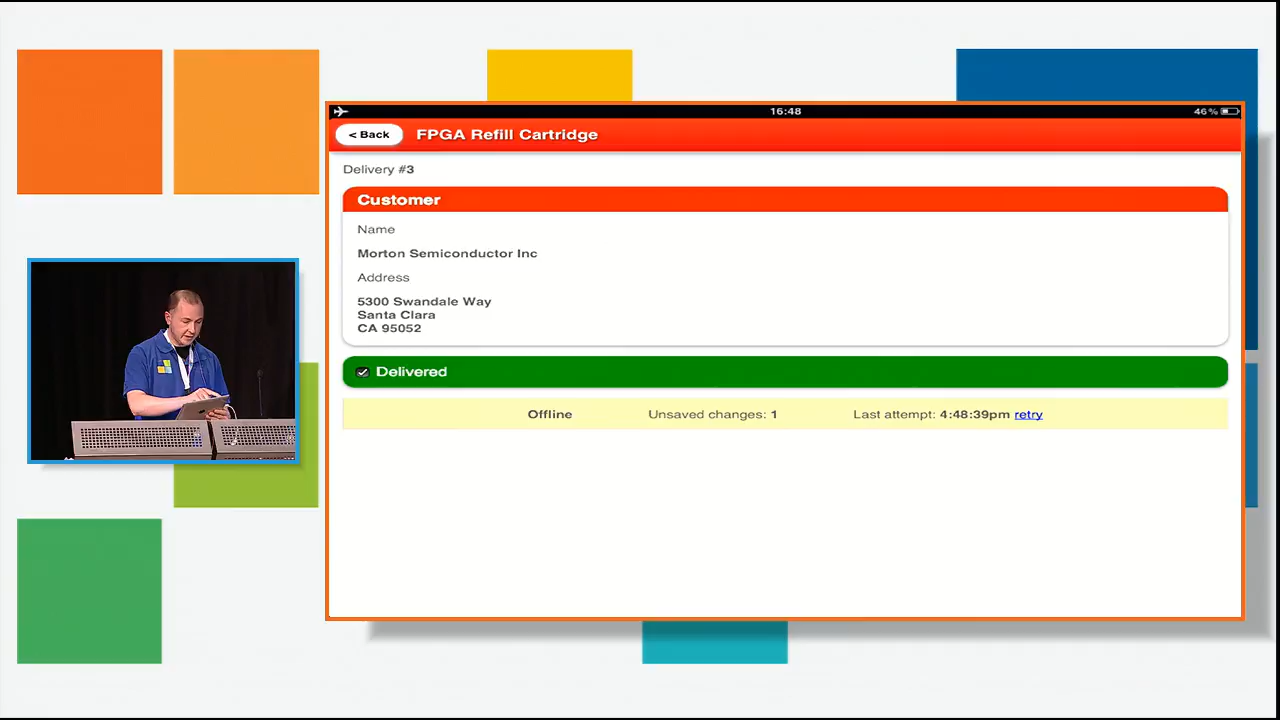 16:48
46%
< Back
FPGA Refill Cartridge
Delivery #3
Customer
Name
Morton Semiconductor Inc
Address
5300 Swandale Way
Santa Clara
CA 95052
Delivered
Offline Unsaved changes: 1 Last attempt: 4:48:39pm retry